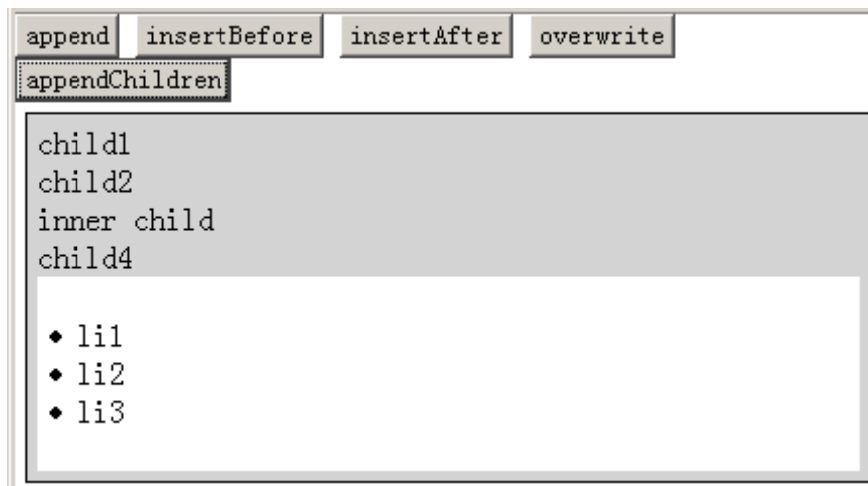 append insertBefore insertAfter overwrite
appendChildren
child1
child2
inner child
child4
li1
li2
li3